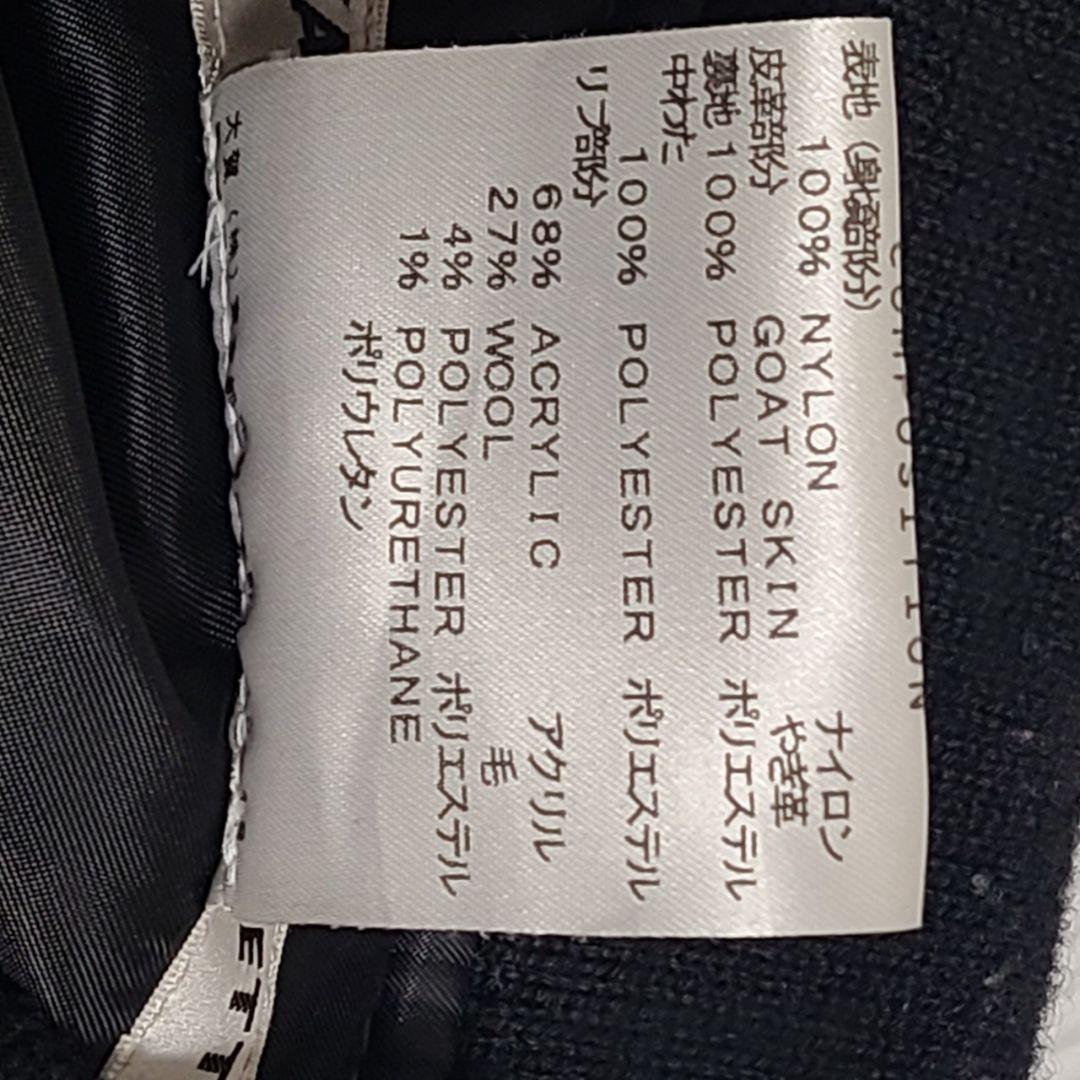 COMPOSITION
表地(身頃部分)
100% NYLON ナイロン
皮革部分 GOAT SKIN やぎ革
裏地 100% POLYESTER ポリエステル
中わた
100% POLYESTER ポリエステル
リブ部分
68% ACRYLIC アクリル
27% WOOL 毛
4% POLYESTER ポリエステル
1% POLYURETHANE
ポリウレタン
ETT